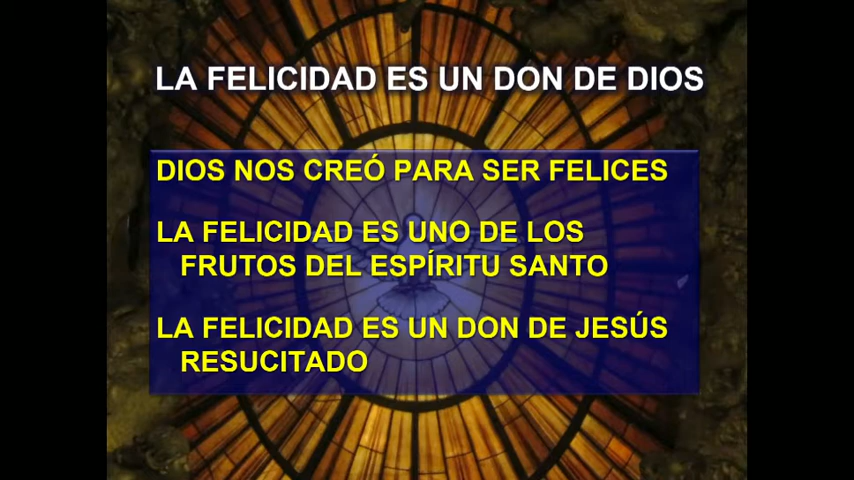 LA FELICIDAD ES UN DON DE DIOS
DIOS NOS CREÓ PARA SER FELICES
LA FELICIDAD ES UNO DE LOS
FRUTOS DEL ESPÍRITU SANTO
LA FELICIDAD ES UN DON DE JESÚS
RESUCITADO